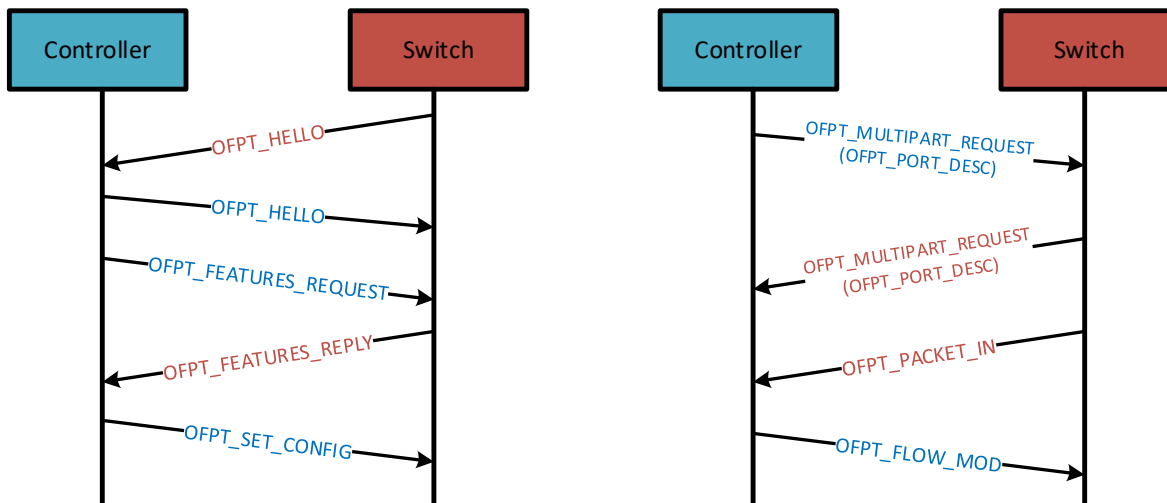 Controller
Switch
OFPT_HELLO
OFPT_HELLO
OFPT_FEATURES_REQUEST
OFPT_FEATURES_REPLY
OFPT_SET_CONFIG
Controller
Switch
OFPT_MULTIPART_REQUEST
(OFPT_PORT_DESC)
OFPT_MULTIPART_REQUEST
(OFPT_PORT_DESC)
OFPT_PACKET_IN
OFPT_FLOW_MOD